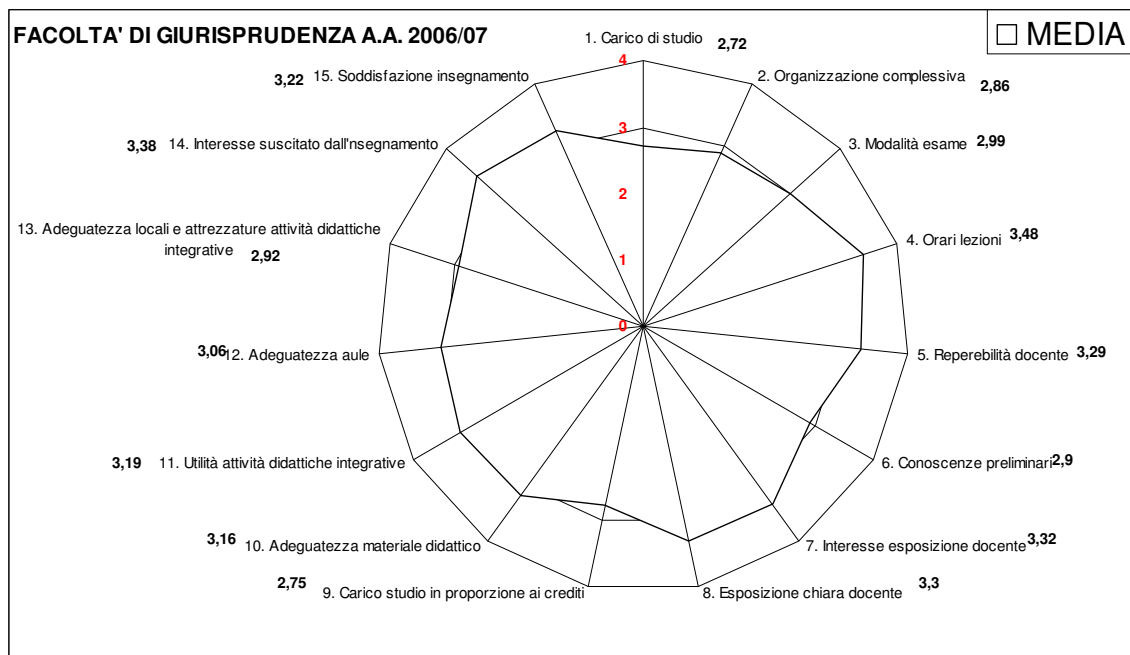 FACOLTA' DI GIURISPRUDENZA A.A. 2006/07
MEDIA
1. Carico di studio 2,72
2. Organizzazione complessiva 2,86
3. Modalità esame 2,99
4. Orari lezioni 3,48
5. Reperebilità docente 3,29
6. Conoscenze preliminari 2,9
7. Interesse esposizione docente 3,32
8. Esposizione chiara docente 3,3
9. Carico studio in proporzione ai crediti 2,75
10. Adeguatezza materiale didattico 3,16
11. Utilità attività didattiche integrative 3,19
12. Adeguatezza aule 3,06
13. Adeguatezza locali e attrezzature attività didattiche
integrative 2,92
14. Interesse suscitato dall'nsegnamento 3,38
15. Soddisfazione insegnamento 3,22
4
3
2
1
0